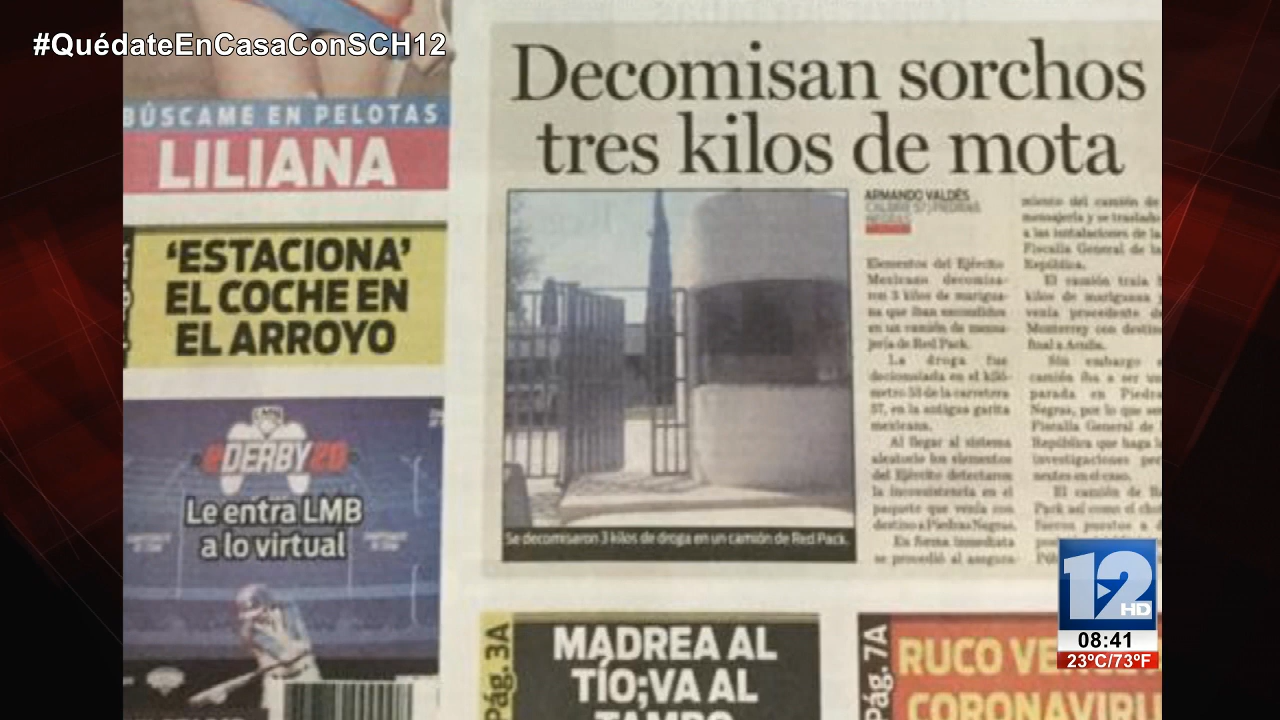 #QuédateEnCasaConSCH12
BÚSCAME EN PELOTAS
LILIANA
'ESTACIONA'
EL COCHE EN
EL ARROYO
#DERBY20
Le entra LMB
a lo virtual
Decomisan sorchos
tres kilos de mota
ARMANDO VALDÉS
Elementos del Ejército
Mexicano decomisa-
ron 3 kilos de marigua-
na que iban escondidos
en un camión de mensa-
jería de Red Pack.
La droga fue
decomisada en el kiló-
metro 53 de la carretera
57, en la antigua garita
mexicana.
Al llegar al sistema
aleatorio los elementos
del Ejército detectaron
la inconsistencia en el
paquete que venía con
destino a Piedras Negras.
En forma inmediata
se procedió al asegura-
miento del camión de
mensajería y se traslado
a las instalaciones de la
Fiscalía General de la
República.
El camión traía
kilos de mariguana y
venía procedente de
Monterrey con destino
final a Acuña.
Sin embargo
camión iba a ser
parada en Piedras
Negras, por lo que
Fiscalía General de
República que haga
investigaciones
en el caso.
El camión de
Pack así como el
fueron puestos a
Se decomisaron 3 kilos de droga en un camión de Red Pack.
Pág. 3A
MADREA AL
TÍO;VA AL
TAMBO
Pág. 7A
RUCO
CORONAVIRU
12
HD
08:41
23ºC/73ºF